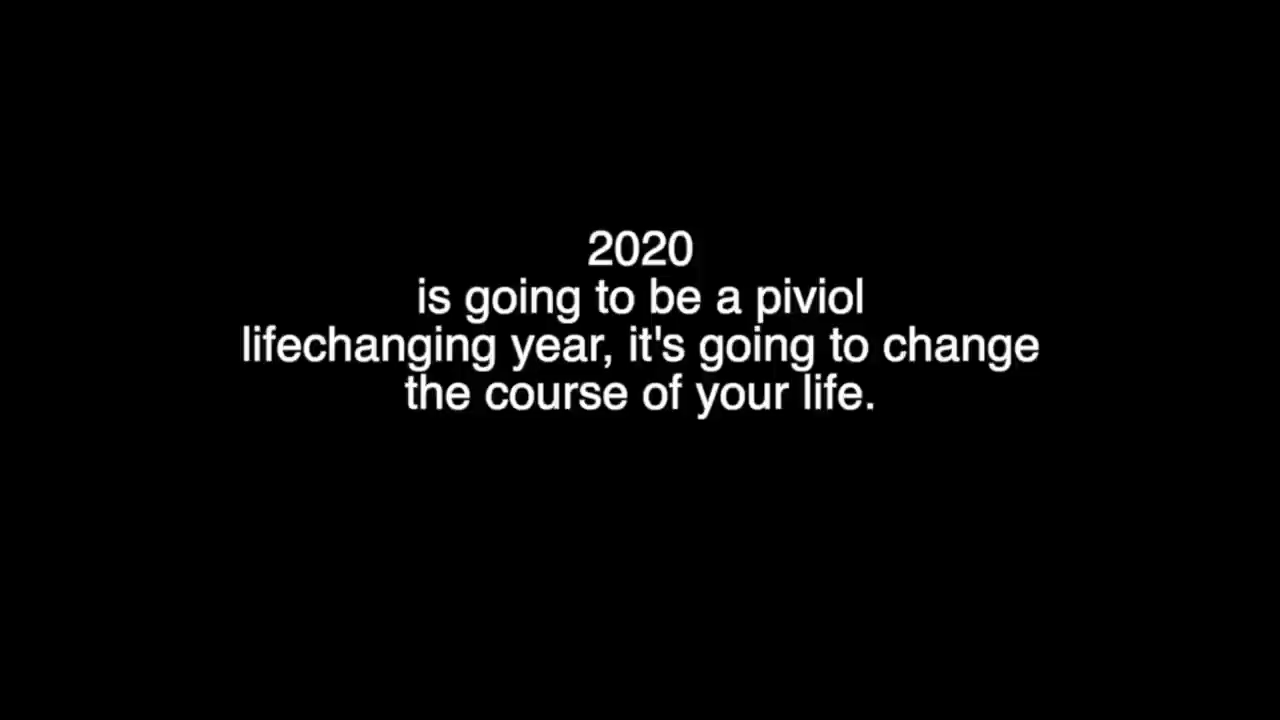 2020
is going to be a piviol
lifechanging year, it's going to change
the course of your life.